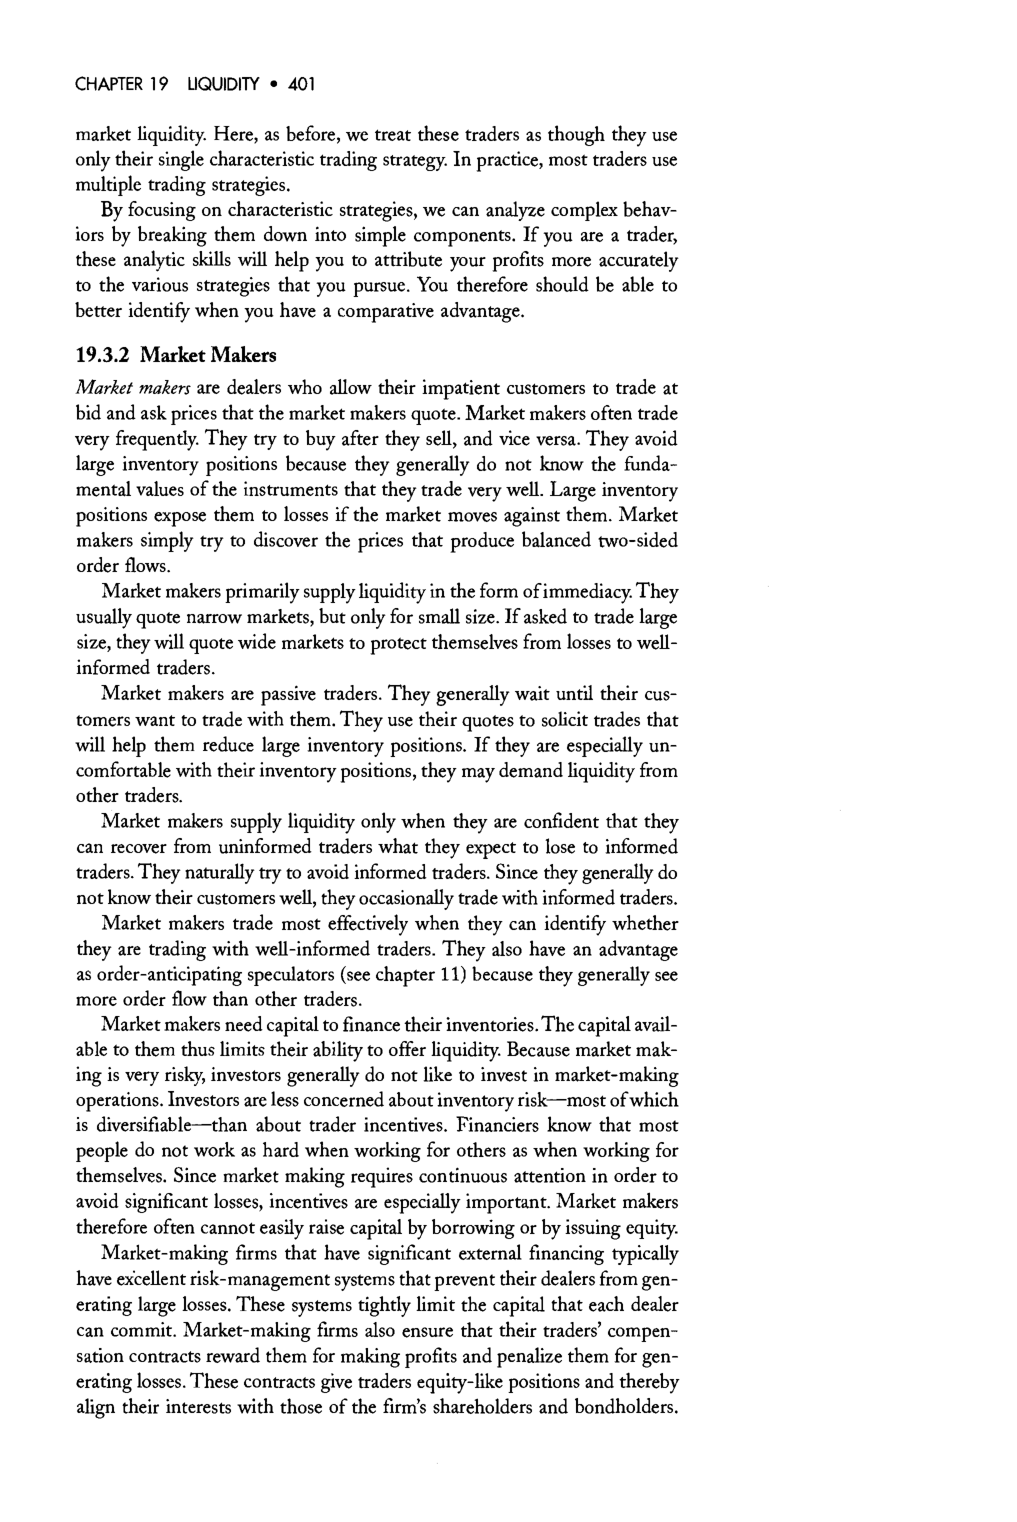 CHAPTER 19 LIQUIDITY • 401
market liquidity. Here, as before, we treat these traders as though they use
only their single characteristic trading strategy. In practice, most traders use
multiple trading strategies.
By focusing on characteristic strategies, we can analyze complex behav-
iors by breaking them down into simple components. If you are a trader,
these analytic skills will help you to attribute your profits more accurately
to the various strategies that you pursue. You therefore should be able to
better identify when you have a comparative advantage.
19.3.2 Market Makers
Market makers are dealers who allow their impatient customers to trade at
bid and ask prices that the market makers quote. Market makers often trade
very frequently. They try to buy after they sell, and vice versa. They avoid
large inventory positions because they generally do not know the funda-
mental values of the instruments that they trade very well. Large inventory
positions expose them to losses if the market moves against them. Market
makers simply try to discover the prices that produce balanced two-sided
order flows.
Market makers primarily supply liquidity in the form of immediacy. They
usually quote narrow markets, but only for small size. If asked to trade large
size, they will quote wide markets to protect themselves from losses to well-
informed traders.
Market makers are passive traders. They generally wait until their cus-
tomers want to trade with them. They use their quotes to solicit trades that
will help them reduce large inventory positions. If they are especially un-
comfortable with their inventory positions, they may demand liquidity from
other traders.
Market makers supply liquidity only when they are confident that they
can recover from uninformed traders what they expect to lose to informed
traders. They naturally try to avoid informed traders. Since they generally do
not know their customers well, they occasionally trade with informed traders.
Market makers trade most effectively when they can identify whether
they are trading with well-informed traders. They also have an advantage
as order-anticipating speculators (see chapter 11) because they generally see
more order flow than other traders.
Market makers need capital to finance their inventories. The capital avail-
able to them thus limits their ability to offer liquidity. Because market mak-
ing is very risky, investors generally do not like to invest in market-making
operations. Investors are less concerned about inventory risk—most of which
is diversifiable—than about trader incentives. Financiers know that most
people do not work as hard when working for others as when working for
themselves. Since market making requires continuous attention in order to
avoid significant losses, incentives are especially important. Market makers
therefore often cannot easily raise capital by borrowing or by issuing equity.
Market-making firms that have significant external financing typically
have excellent risk-management systems that prevent their dealers from gen-
erating large losses. These systems tightly limit the capital that each dealer
can commit. Market-making firms also ensure that their traders' compen-
sation contracts reward them for making profits and penalize them for gen-
erating losses. These contracts give traders equity-like positions and thereby
align their interests with those of the firm's shareholders and bondholders.